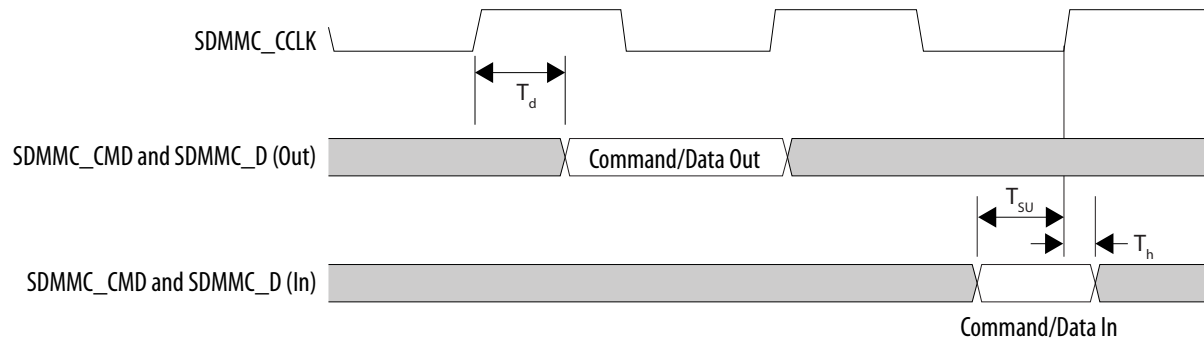 SDMMC_CCLK
T_d
SDMMC_CMD and SDMMC_D (Out)
Command/Data Out
T_SU
T_h
SDMMC_CMD and SDMMC_D (In)
Command/Data In